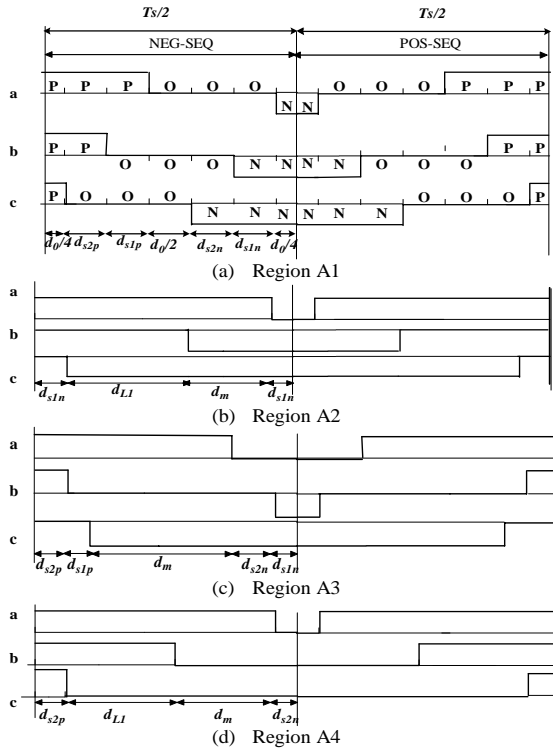 Ts/2 Ts/2
NEG-SEQ POS-SEQ
a P P P O O O N N O O O P P P
b P P O O O N N N N O O O P P
c P O O O N N N N N N O O O P
d0/4 ds2p ds1p d0/2 ds2n ds1n d0/4
(a) Region A1
a
b
c
ds1n dL1 dm ds1n
(b) Region A2
a
b
c
ds2p ds1p dm ds2n ds1n
(c) Region A3
a
b
c
ds2p dL1 dm ds2n
(d) Region A4